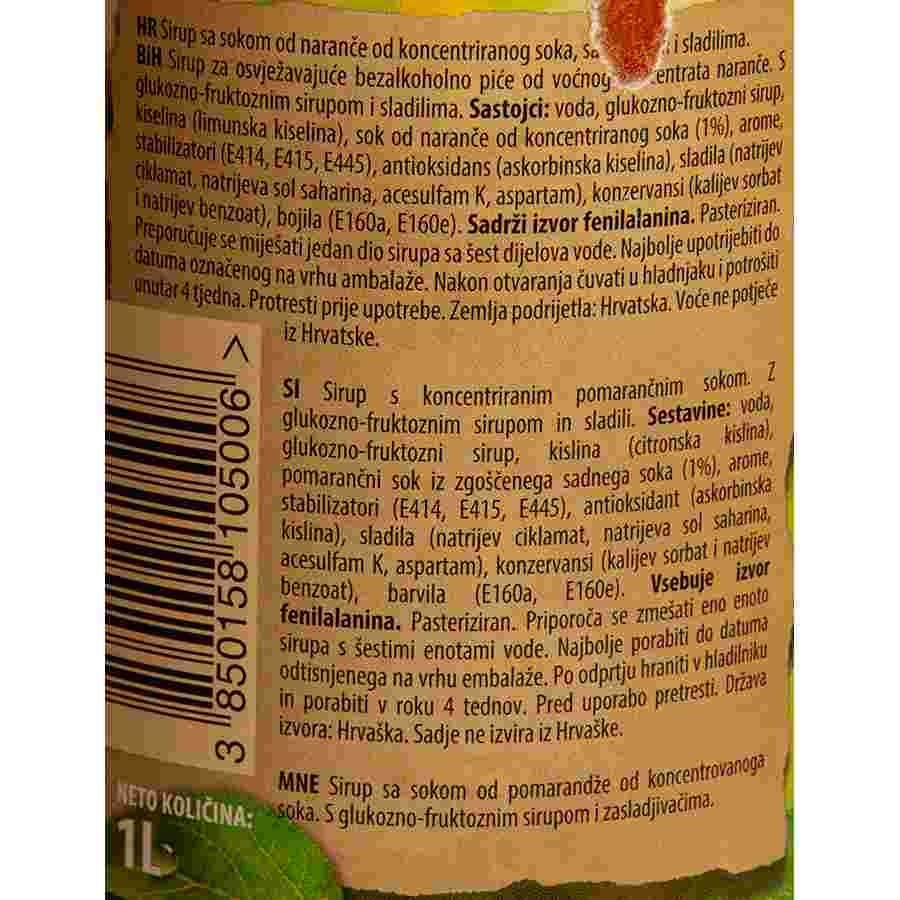 HR Sirup sa sokom od naranče od koncentriranog soka, i sladilima.
BiH Sirup za osvježavajuće bezalkoholno piće od voćnog naranče. S
glukozno-fruktoznim sirupom i sladilima. Sastojci: voda, glukozno-fruktozni sirup,
kiselina (limunska kiselina), sok od naranče od koncentriranog soka (1%), arome,
stabilizatori (E414, E415, E445), antioksidans (askorbinska kiselina), sladila (natrijev
ciklamat, natrijeva sol saharina, acesulfam K, aspartam), konzervansi (kalijev sorbat
i natrijev benzoat), bojila (E160a, E160e). Sadrži izvor fenilalanina. Pasteriziran.
Preporučuje se miješati jedan dio sirupa sa šest dijelova vode. Najbolje upotrijebiti do
datuma označenog na vrhu ambalaže. Nakon otvaranja čuvati u hladnjaku i potrošiti
unutar 4 tjedna. Protresti prije upotrebe. Zemlja podrijetla: Hrvatska. Voće ne potječe
iz Hrvatske.
SI Sirup s koncentriranim pomarančnim sokom. Z
glukozno-fruktoznim sirupom in sladili. Sestavine: voda,
glukozno-fruktozni sirup, kislina (citronska kislina),
pomarančni sok iz zgoščenega sadnega soka (1%), arome,
stabilizatori (E414, E415, E445), antioksidant (askorbinska
kislina), sladila (natrijev ciklamat, natrijeva sol saharina,
acesulfam K, aspartam), konzervansi (kalijev sorbat i natrijev
benzoat), barvila (E160a, E160e). Vsebuje izvor
fenilalanina. Pasteriziran. Priporoča se zmešati eno enoto
sirupa s šestimi enotami vode. Najbolje porabiti do datuma
odtisnjenega na vrhu embalaže. Po odprtju hraniti v hladilniku
in porabiti v roku 4 tednov. Pred uporabo pretresti. Država
izvora: Hrvaška. Sadje ne izvira iz Hrvaške.
MNE Sirup sa sokom od pomarandže od koncentrovanoga
soka. S glukozno-fruktoznim sirupom i zasladjivačima.
3 850158 105006 >
NETO KOLIČINA:
1L